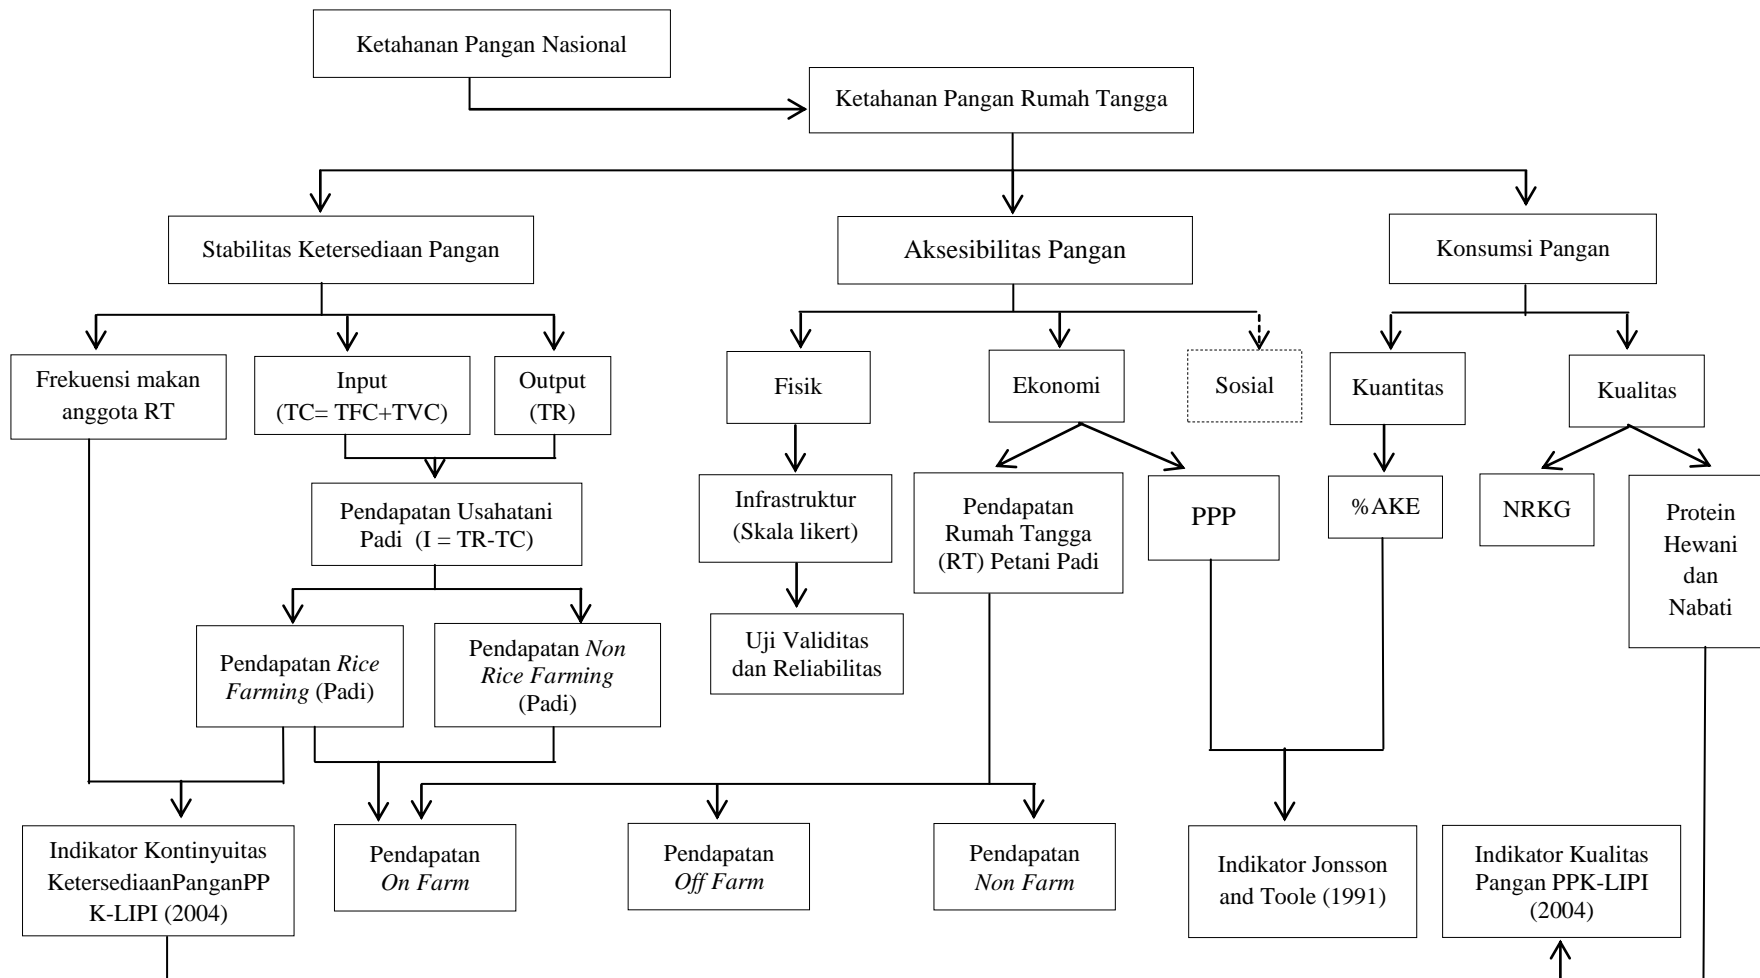 Ketahanan Pangan Nasional
Ketahanan Pangan Rumah Tangga
Stabilitas Ketersediaan Pangan
Aksesibilitas Pangan
Konsumsi Pangan
Frekuensi makan
anggota RT
Input
(TC= TFC+TVC)
Output
(TR)
Fisik
Ekonomi
Sosial
Kuantitas
Kualitas
Pendapatan Usahatani
Padi (I = TR-TC)
Infrastruktur
(Skala likert)
Pendapatan
Rumah Tangga
(RT) Petani Padi
PPP
%AKE
NRKG
Protein
Hewani
dan
Nabati
Pendapatan Rice
Farming (Padi)
Pendapatan Non
Rice Farming
(Padi)
Uji Validitas
dan Reliabilitas
Indikator Kontinyuitas
KetersediaanPanganPP
K-LIPI (2004)
Pendapatan
On Farm
Pendapatan
Off Farm
Pendapatan
Non Farm
Indikator Jonsson
and Toole (1991)
Indikator Kualitas
Pangan PPK-LIPI
(2004)